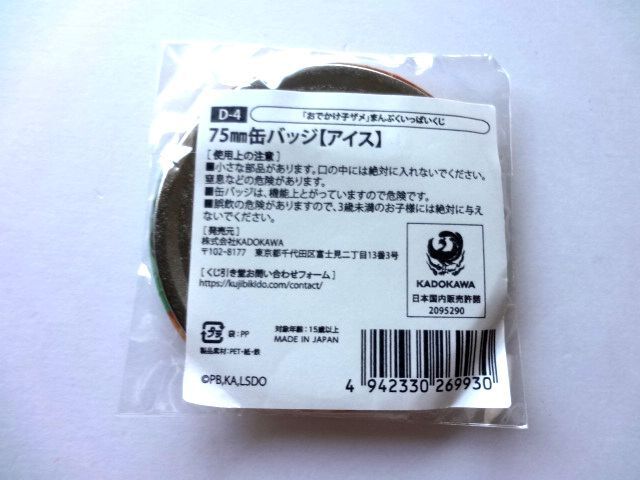 D-4 「おでかけ子ザメ」まんぷくいっぱいくじ
75mm缶バッジ【アイス】
[使用上の注意]
■小さな部品があります。口の中には絶対に入れないでください。
窒息などの危険があります。
■缶バッジは、機能上とがっていますので危険です。
■誤飲の危険がありますので、3歳未満のお子様には絶対に与え
ないでください。
[発売元]
株式会社KADOKAWA
〒102-8177 東京都千代田区富士見二丁目13番3号
[くじ引き堂お問い合わせフォーム]
https://kujibikido.com/contact/
KADOKAWA
日本国内販売許諾
2095290
プラ 袋:PP
対象年齢:15歳以上
MADE IN JAPAN
製品素材:PET・紙・鉄
©PB,KA,LSDO
4 942330 269930